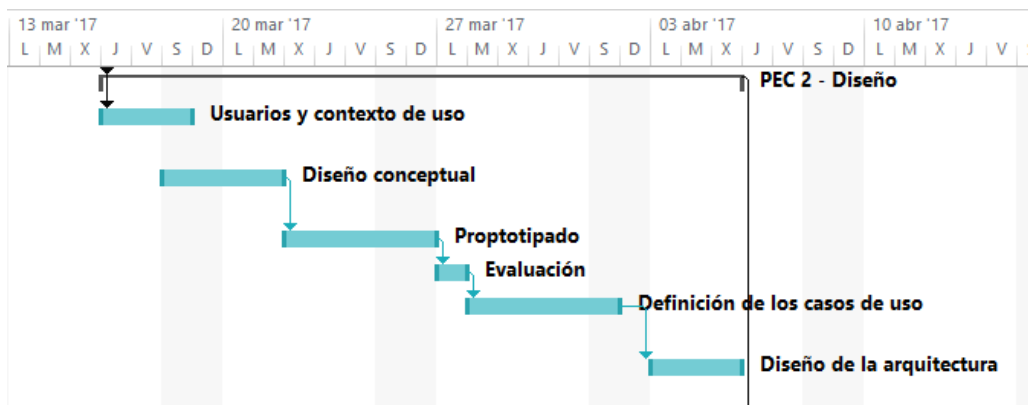 13 mar '17 20 mar '17 27 mar '17 03 abr '17 10 abr '17
L M X J V S D L M X J V S D L M X J V S D L M X J V S D L M X J V
PEC 2 - Diseño
Usuarios y contexto de uso
Diseño conceptual
Proptotipado
Evaluación
Definición de los casos de uso
Diseño de la arquitectura